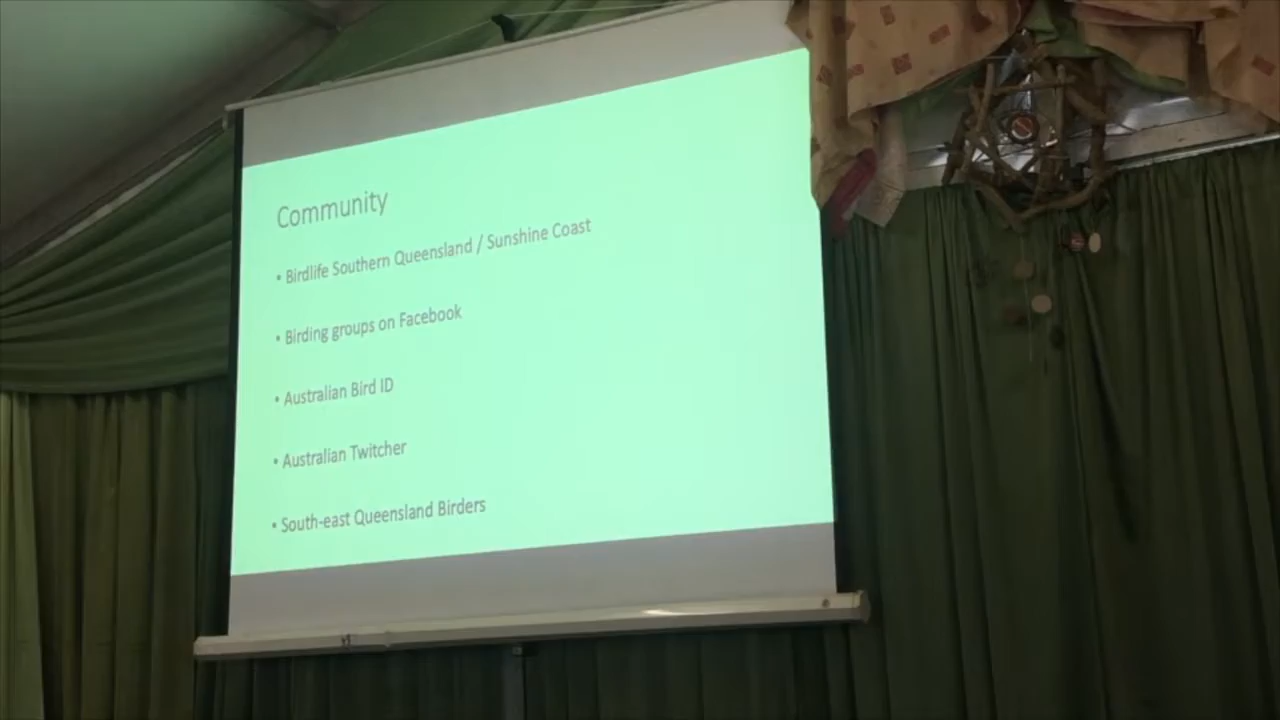 Community
• Birdlife Southern Queensland / Sunshine Coast
• Birding groups on Facebook
• Australian Bird ID
• Australian Twitcher
• South-east Queensland Birders